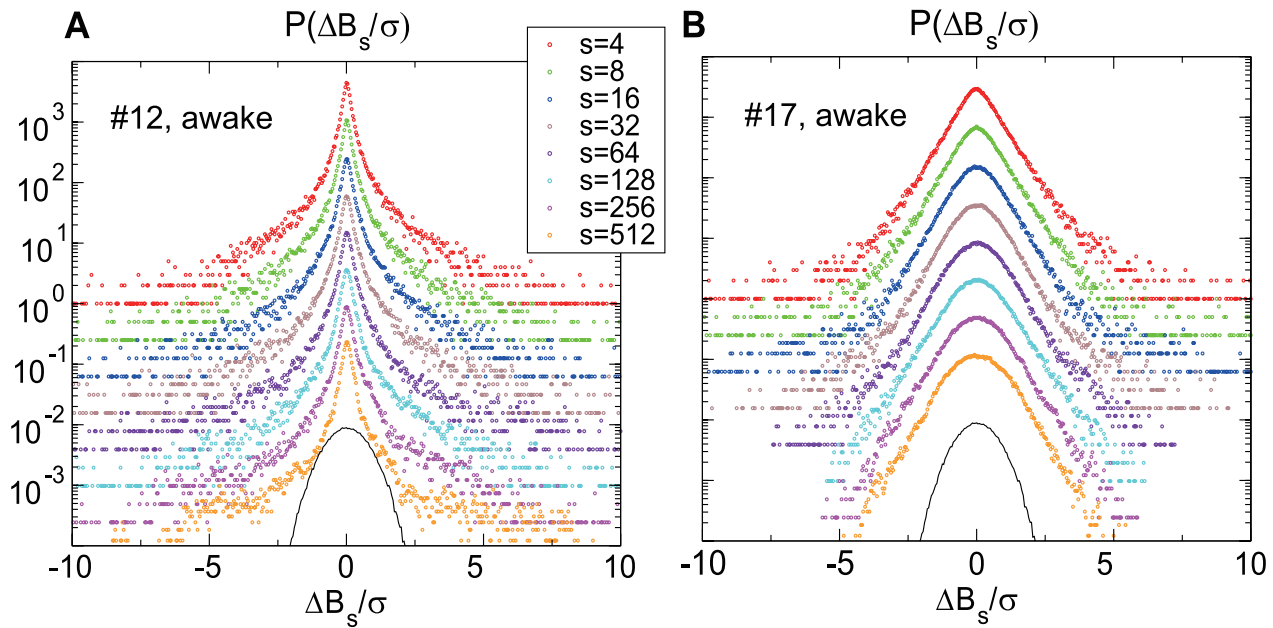 A
P(ΔB_s/σ)
#12, awake
10^3
10^2
10^1
10^0
10^-1
10^-2
10^-3
-10
-5
0
5
10
ΔB_s/σ
s=4
s=8
s=16
s=32
s=64
s=128
s=256
s=512
B
P(ΔB_s/σ)
#17, awake
-10
-5
0
5
10
ΔB_s/σ